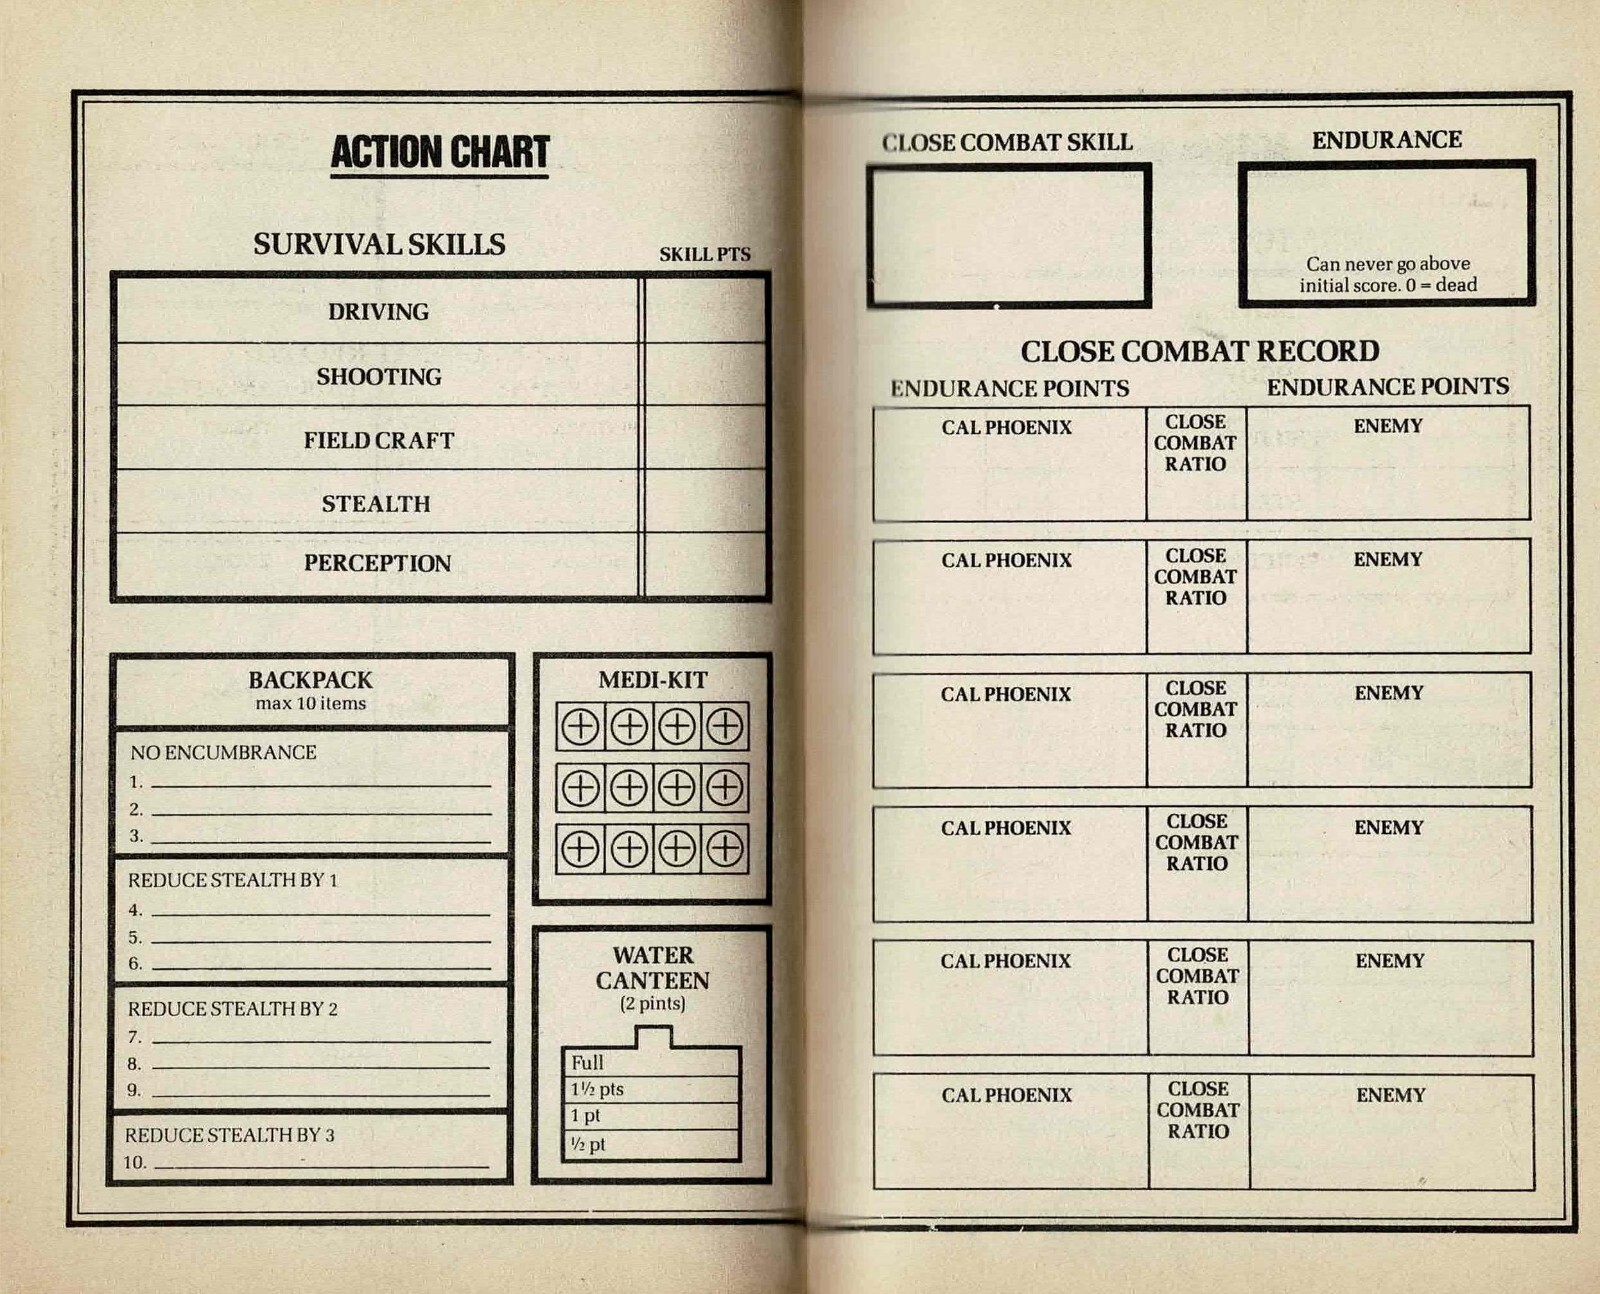 ACTION CHART
SURVIVAL SKILLS
SKILL PTS
DRIVING
SHOOTING
FIELD CRAFT
STEALTH
PERCEPTION
BACKPACK
max 10 items
NO ENCUMBRANCE
1.
2.
3.
REDUCE STEALTH BY 1
4.
5.
6.
REDUCE STEALTH BY 2
7.
8.
9.
REDUCE STEALTH BY 3
10.
MEDI-KIT
WATER
CANTEEN
(2 pints)
Full
1½ pts
1 pt
½ pt
CLOSE COMBAT SKILL
ENDURANCE
Can never go above
initial score. 0 = dead
CLOSE COMBAT RECORD
ENDURANCE POINTS
ENDURANCE POINTS
CAL PHOENIX
CLOSE
COMBAT
RATIO
ENEMY
CAL PHOENIX
CLOSE
COMBAT
RATIO
ENEMY
CAL PHOENIX
CLOSE
COMBAT
RATIO
ENEMY
CAL PHOENIX
CLOSE
COMBAT
RATIO
ENEMY
CAL PHOENIX
CLOSE
COMBAT
RATIO
ENEMY
CAL PHOENIX
CLOSE
COMBAT
RATIO
ENEMY